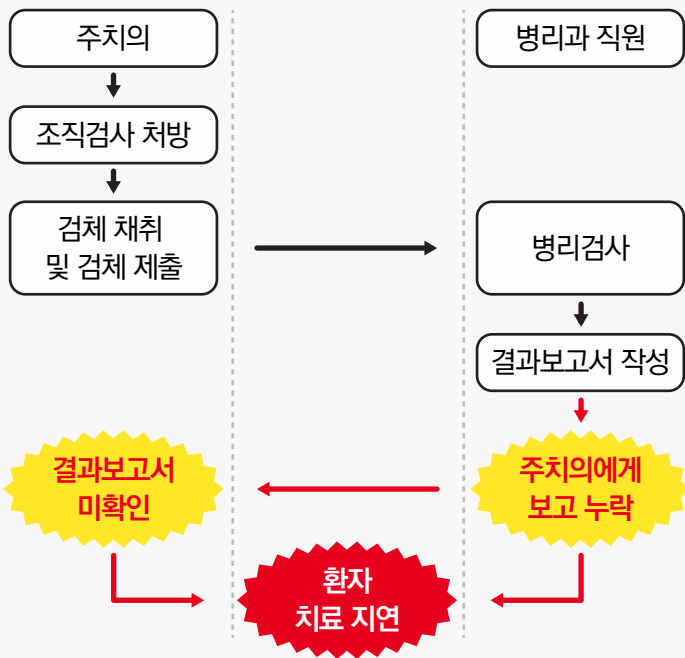 주치의
병리과 직원
조직검사 처방
검체 채취
및 검체 제출
병리검사
결과보고서 작성
결과보고서
미확인
주치의에게
보고 누락
환자
치료 지연